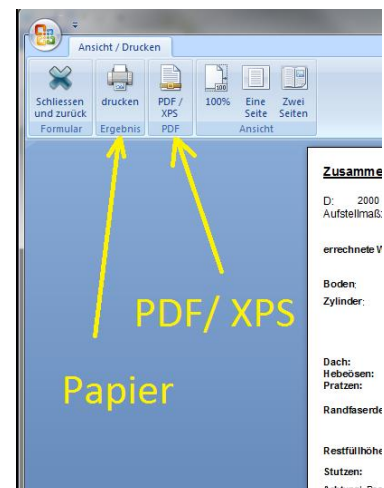 Ansicht / Drucken
Schliessen und zurück
drucken
PDF / XPS
100%
Eine Seite
Zwei Seiten
Formular
Ergebnis
PDF
Ansicht
Zusamme
D: 2000
Aufstellmaß:
errechnete W
Boden:
Zylinder:
PDF/ XPS
Dach:
Hebeösen:
Pratzen:
Papier
Randfaserde
Restfüllhöhe
Stutzen: